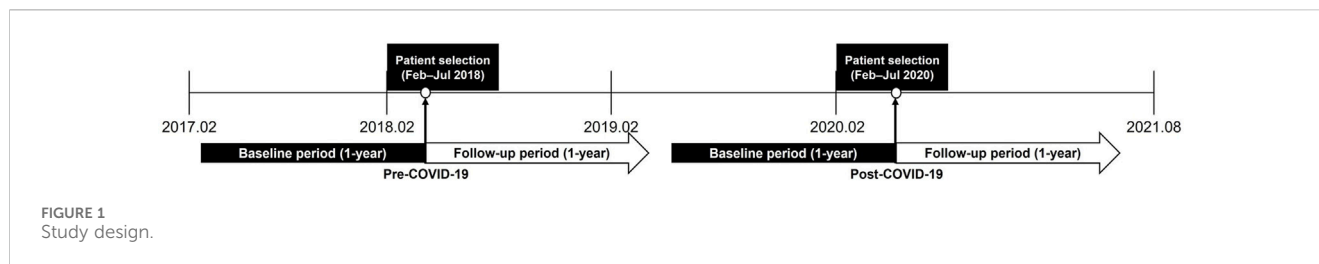 Patient selection
(Feb–Jul 2018)
Patient selection
(Feb–Jul 2020)
2017.02
2018.02
2019.02
2020.02
2021.08
Baseline period (1-year)
Follow-up period (1-year)
Baseline period (1-year)
Follow-up period (1-year)
Pre-COVID-19
Post-COVID-19
FIGURE 1
Study design.